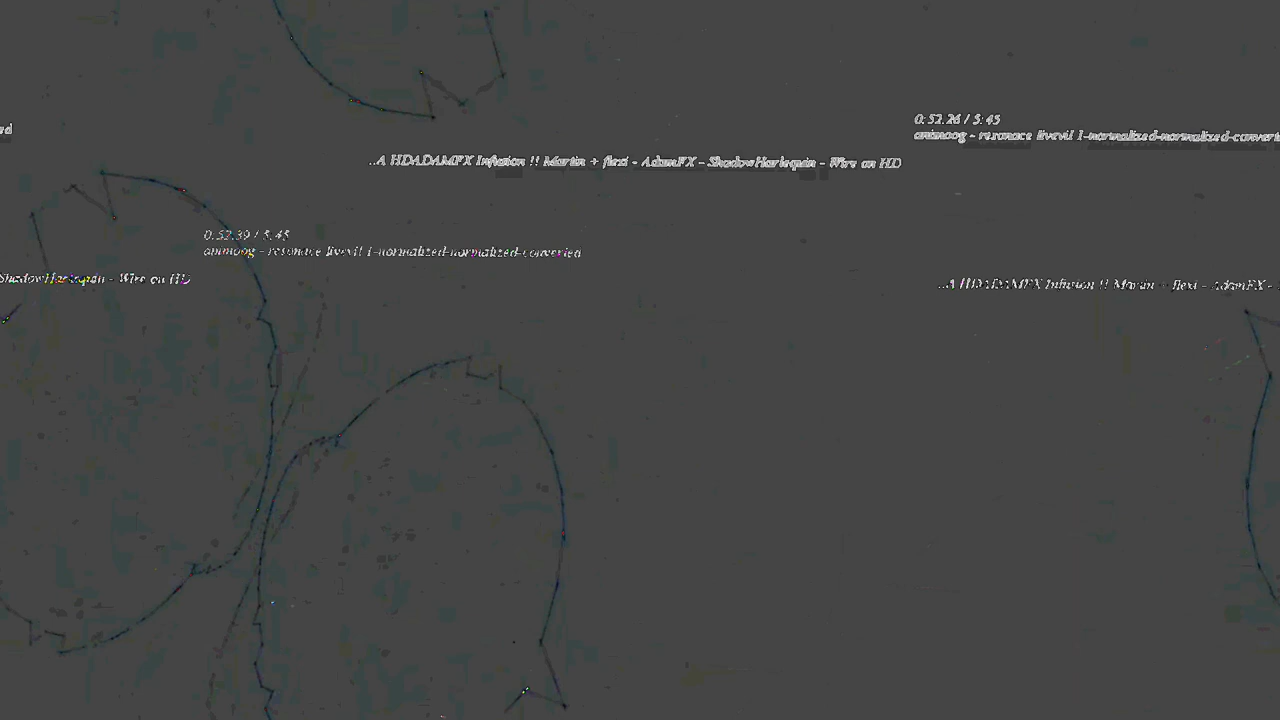 0:52.26 / 5:45
animoog - resonace livevil 1-normalized-normalized-convert
ed
..A HDADAMFX Infusion !! Martin + flexi - AdamFX - ShadowHarlequin - Wire on HD
0:52.39 / 5:45
animoog - resonace livevil 1-normalized-normalized-converted
ShadowHarlequin - Wire on HD
..A HDADAMFX Infusion !! Martin + flexi - AdamFX -